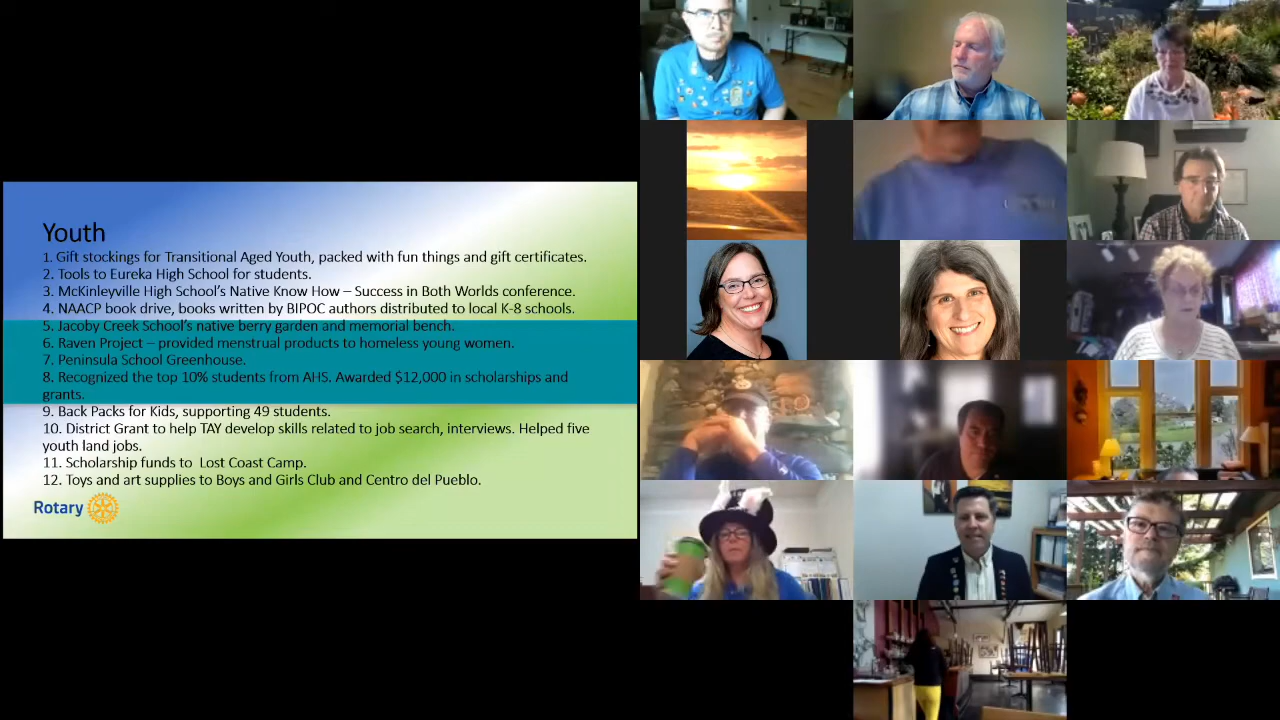 Youth
1. Gift stockings for Transitional Aged Youth, packed with fun things and gift certificates.
2. Tools to Eureka High School for students.
3. McKinleyville High School's Native Know How – Success in Both Worlds conference.
4. NAACP book drive, books written by BIPOC authors distributed to local K-8 schools.
5. Jacoby Creek School's native berry garden and memorial bench.
6. Raven Project – provided menstrual products to homeless young women.
7. Peninsula School Greenhouse.
8. Recognized the top 10% students from AHS. Awarded $12,000 in scholarships and
grants.
9. Back Packs for Kids, supporting 49 students.
10. District Grant to help TAY develop skills related to job search, interviews. Helped five
youth land jobs.
11. Scholarship funds to  Lost Coast Camp.
12. Toys and art supplies to Boys and Girls Club and Centro del Pueblo.
Rotary